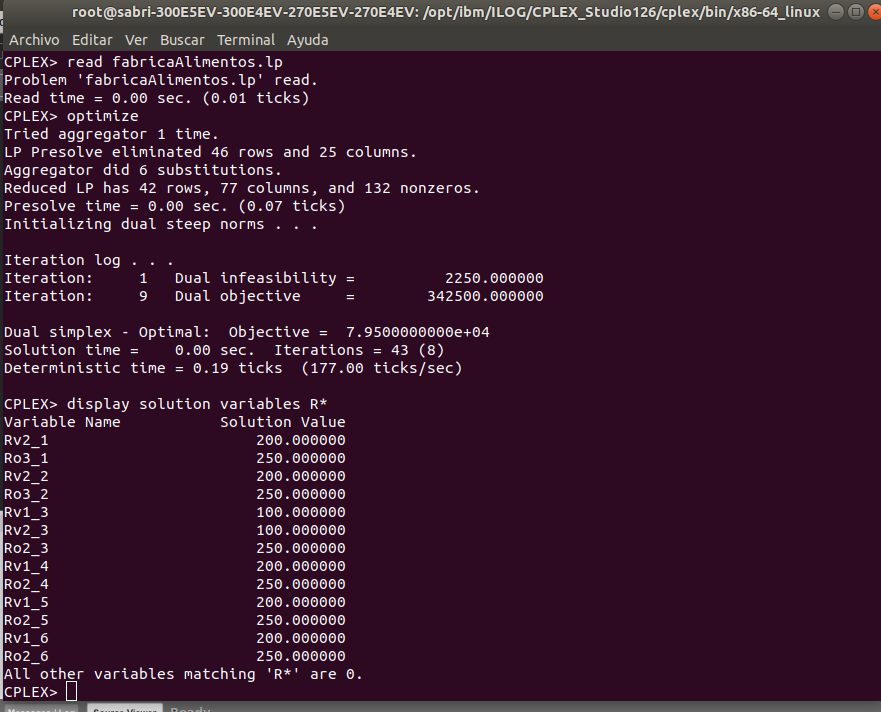 root@sabri-300E5EV-300E4EV-270E5EV-270E4EV: /opt/ibm/ILOG/CPLEX_Studio126/cplex/bin/x86-64_linux
Archivo Editar Ver Buscar Terminal Ayuda
CPLEX> read fabricaAlimentos.lp
Problem 'fabricaAlimentos.lp' read.
Read time = 0.00 sec. (0.01 ticks)
CPLEX> optimize
Tried aggregator 1 time.
LP Presolve eliminated 46 rows and 25 columns.
Aggregator did 6 substitutions.
Reduced LP has 42 rows, 77 columns, and 132 nonzeros.
Presolve time = 0.00 sec. (0.07 ticks)
Initializing dual steep norms . . .
Iteration log . . .
Iteration:     1   Dual infeasibility =          2250.000000
Iteration:     9   Dual objective     =        342500.000000
Dual simplex - Optimal:  Objective =  7.9500000000e+04
Solution time =    0.00 sec.  Iterations = 43 (8)
Deterministic time = 0.19 ticks  (177.00 ticks/sec)
CPLEX> display solution variables R*
Variable Name           Solution Value
Rv2_1                       200.000000
Ro3_1                       250.000000
Rv2_2                       200.000000
Ro3_2                       250.000000
Rv1_3                       100.000000
Rv2_3                       100.000000
Ro2_3                       250.000000
Rv1_4                       200.000000
Ro2_4                       250.000000
Rv1_5                       200.000000
Ro2_5                       250.000000
Rv1_6                       200.000000
Ro2_6                       250.000000
All other variables matching 'R*' are 0.
CPLEX>